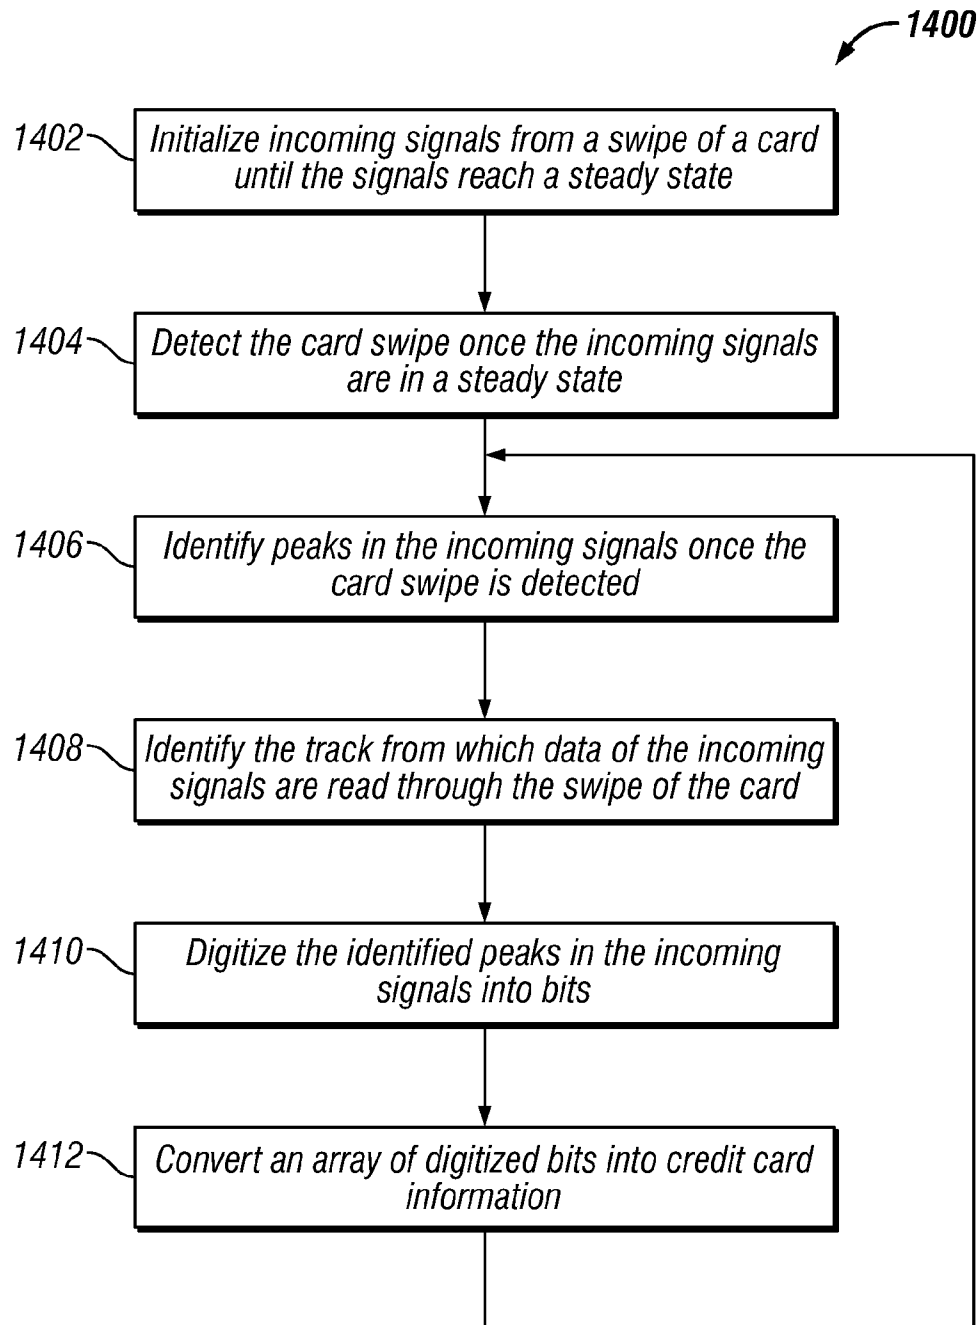 1400
1402
Initialize incoming signals from a swipe of a card
until the signals reach a steady state
1404
Detect the card swipe once the incoming signals
are in a steady state
1406
Identify peaks in the incoming signals once the
card swipe is detected
1408
Identify the track from which data of the incoming
signals are read through the swipe of the card
1410
Digitize the identified peaks in the incoming
signals into bits
1412
Convert an array of digitized bits into credit card
information